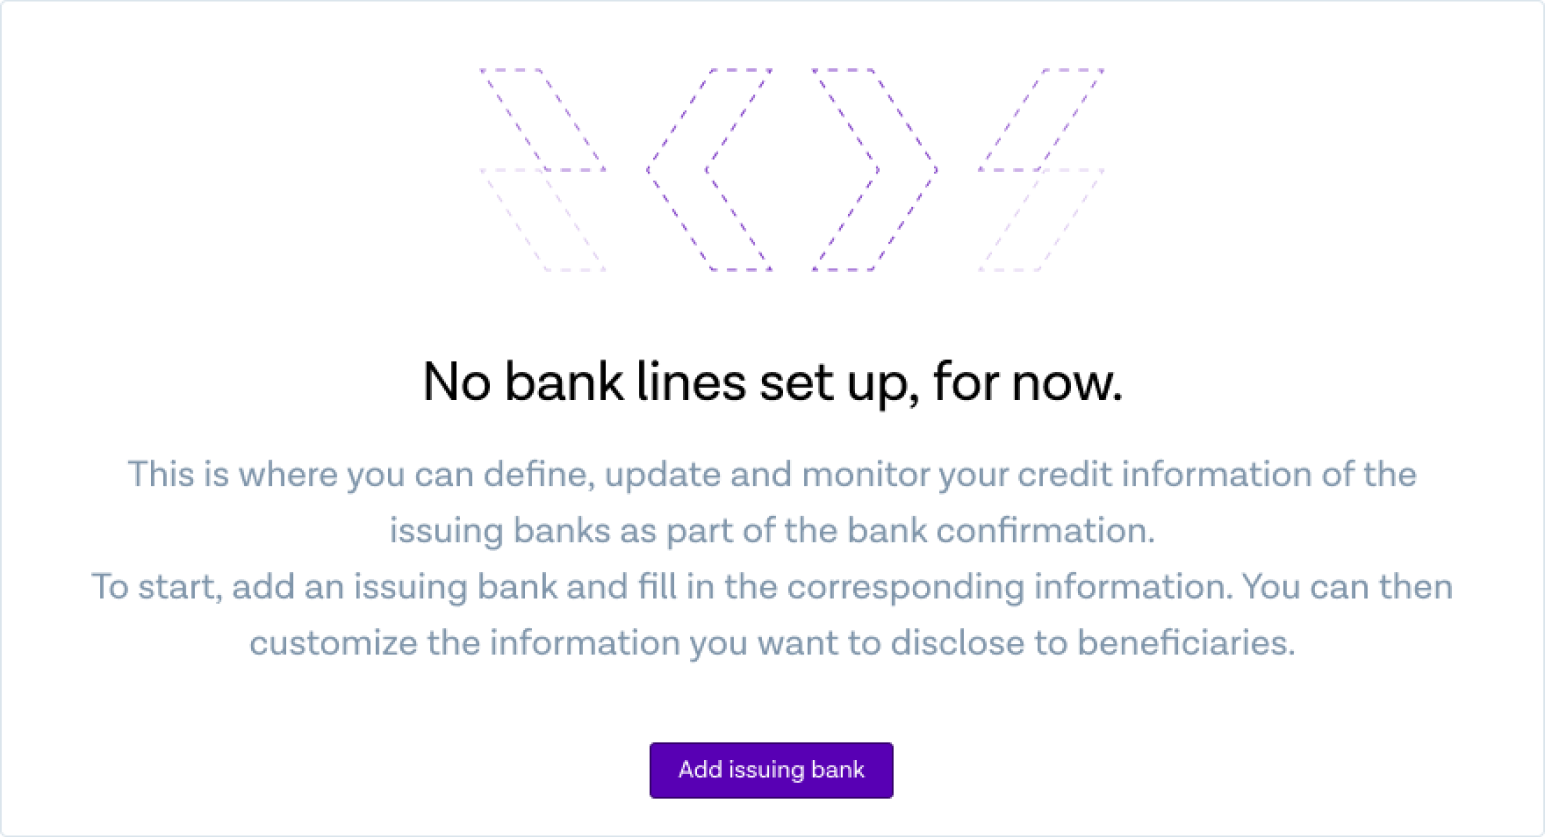 No bank lines set up, for now.
This is where you can define, update and monitor your credit information of the
issuing banks as part of the bank confirmation.
To start, add an issuing bank and fill in the corresponding information. You can then
customize the information you want to disclose to beneficiaries.
Add issuing bank